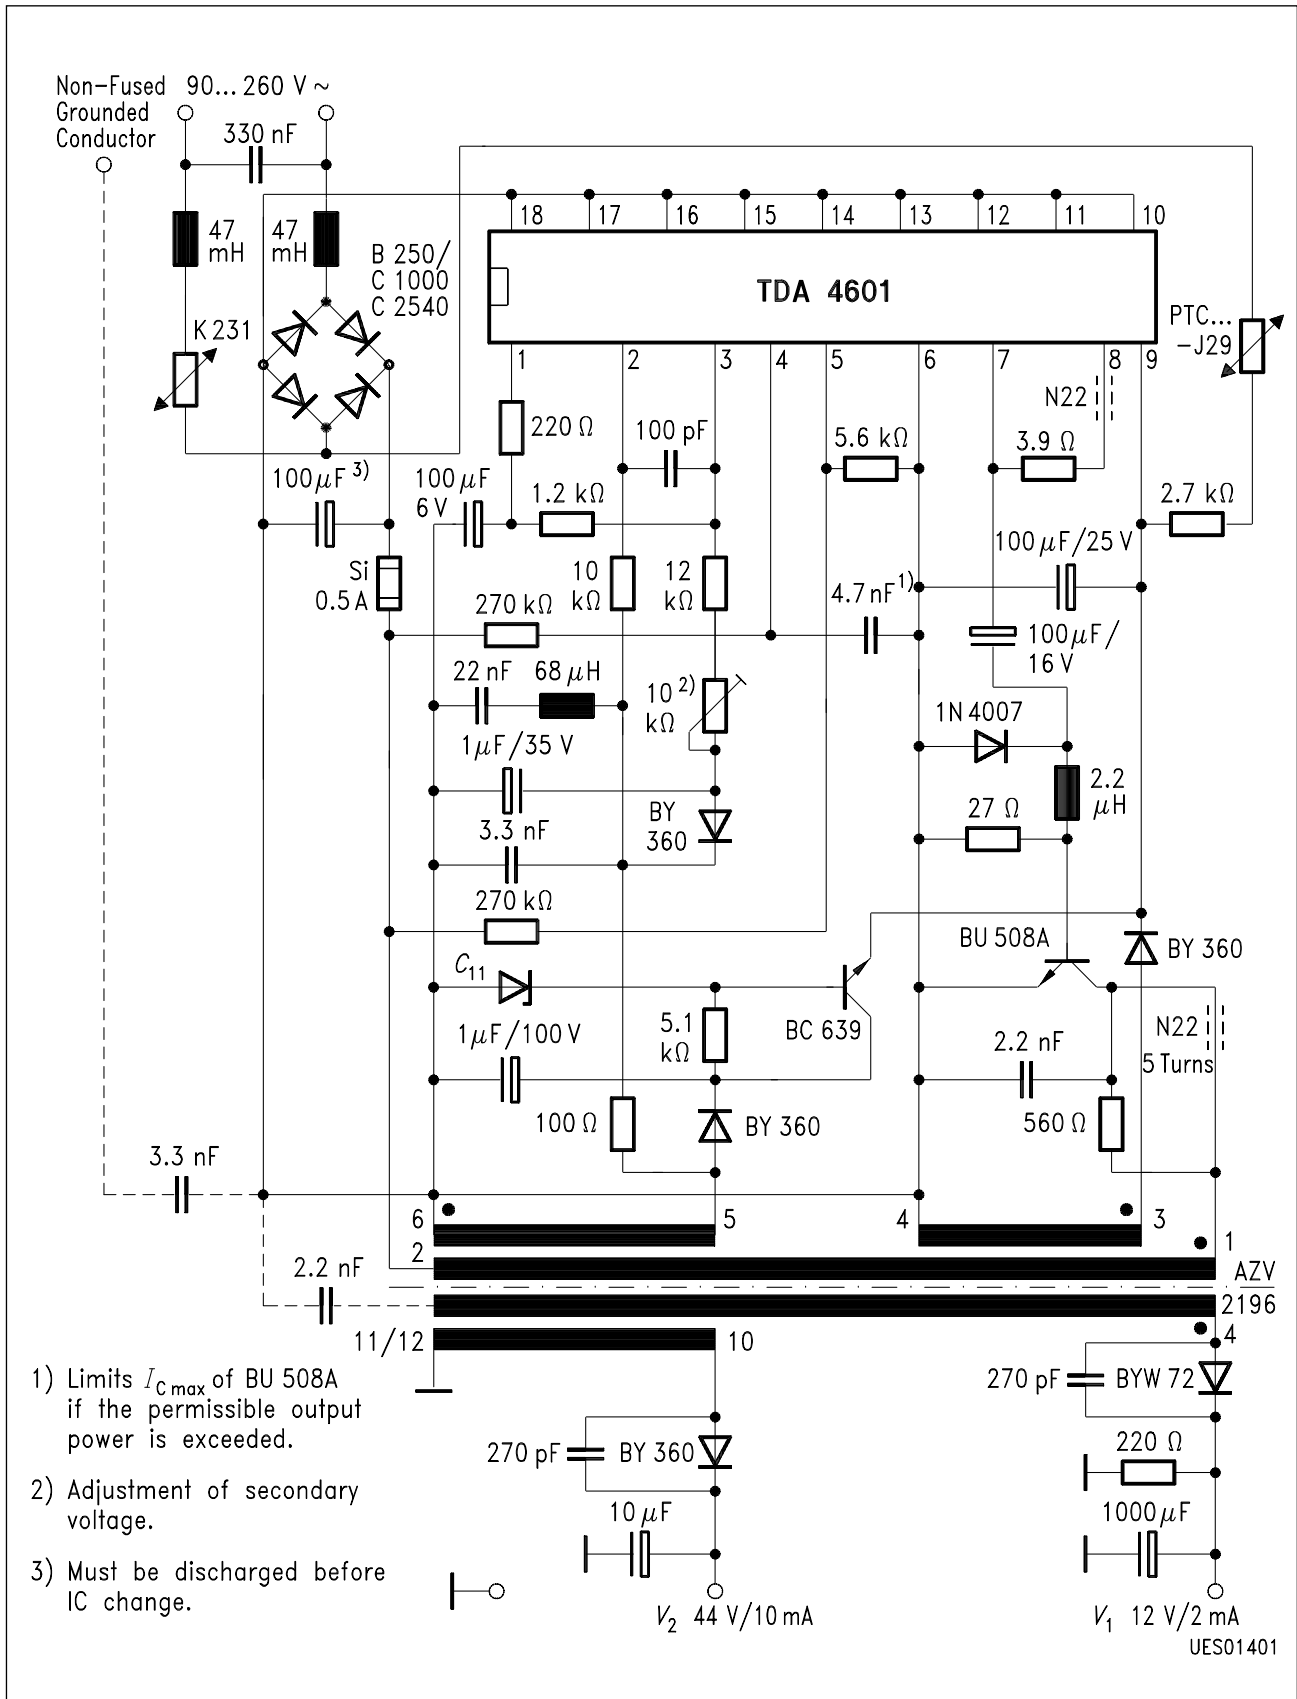 Non-Fused 90... 260 V ~
Grounded
Conductor
330 nF
47
mH
47
mH
B 250/
C 1000
C 2540
K 231
18
17
16
15
14
13
12
11
10
TDA 4601
1
2
3
4
5
6
7
8
9
PTC...
-J29
N22
220 Ω
100 pF
5.6 kΩ
3.9 Ω
100 μF 3)
100 μF
6 V
1.2 kΩ
2.7 kΩ
100 μF/25 V
Si
0.5 A
10
kΩ
12
kΩ
4.7 nF 1)
270 kΩ
100 μF/
16 V
22 nF
68 μH
10 2)
kΩ
1N 4007
1 μF/35 V
2.2
μH
BY
360
27 Ω
3.3 nF
270 kΩ
BU 508A
BY 360
C11
BC 639
5.1
kΩ
1 μF/100 V
2.2 nF
N22
5 Turns
100 Ω
BY 360
560 Ω
3.3 nF
6
5
4
3
2
1
2.2 nF
AZV
2196
11/12
10
4
1) Limits IC max of BU 508A
if the permissible output
power is exceeded.
270 pF
BYW 72
270 pF
BY 360
220 Ω
2) Adjustment of secondary
voltage.
10 μF
1000 μF
3) Must be discharged before
IC change.
V2 44 V/10 mA
V1 12 V/2 mA
UES01401